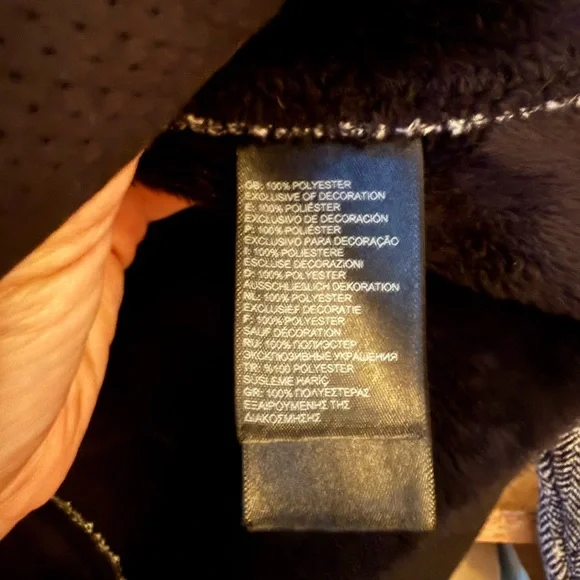 GB: 100% POLYESTER
EXCLUSIVE OF DECORATION
E: 100% POLIÉSTER
EXCLUSIVO DE DECORACIÓN
P: 100% POLIÉSTER
EXCLUSIVO PARA DECORAÇÃO
I: 100% POLIESTERE
ESCLUSE DECORAZIONI
D: 100% POLYESTER
AUSSCHLIEßLICH DEKORATION
NL: 100% POLYESTER
EXCLUSIEF DECORATIE
F: 100% POLYESTER
SAUF DÉCORATION
RU: 100% ПОЛИЭСТЕР
ЭКСКЛЮЗИВНЫЕ УКРАШЕНИЯ
TR: %100 POLYESTER
SÜSLEME HARİÇ
GR: 100% ΠΟΛΥΕΣΤΕΡΑΣ
ΕΞΑΙΡΟΥΜΕΝΗΣ ΤΗΣ
ΔΙΑΚΟΣΜΗΣΗΣ